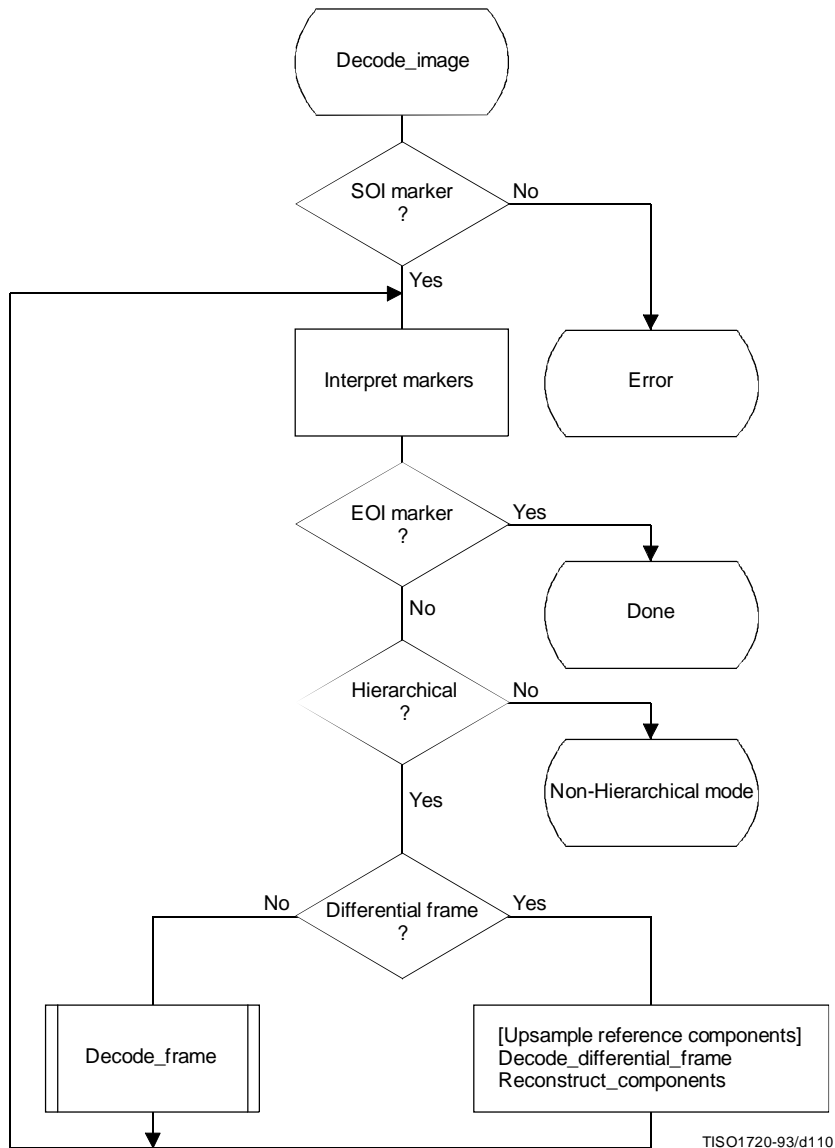 Decode_image
SOI marker
?
No
Yes
Interpret markers
Error
EOI marker
?
Yes
No
Done
Hierarchical
?
No
Yes
Non-Hierarchical mode
No
Differential frame
?
Yes
Decode_frame
[Upsample reference components]
Decode_differential_frame
Reconstruct_components
TISO1720-93/d110